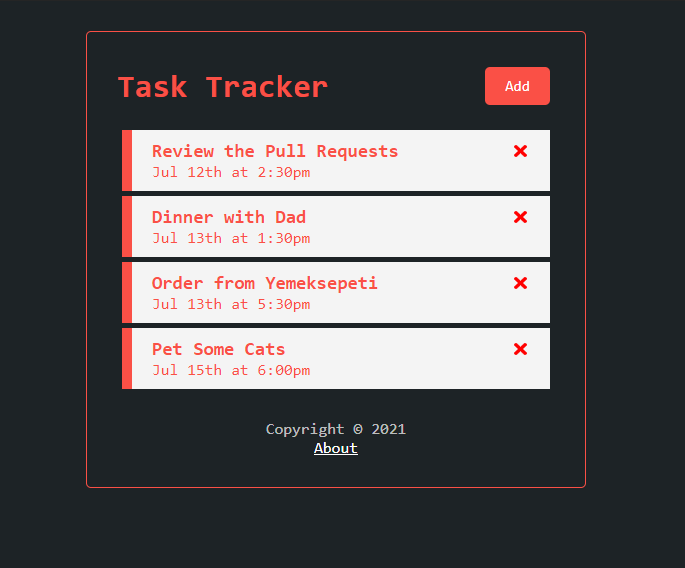 Task Tracker
Add
Review the Pull Requests
Jul 12th at 2:30pm
Dinner with Dad
Jul 13th at 1:30pm
Order from Yemeksepeti
Jul 13th at 5:30pm
Pet Some Cats
Jul 15th at 6:00pm
Copyright © 2021
About